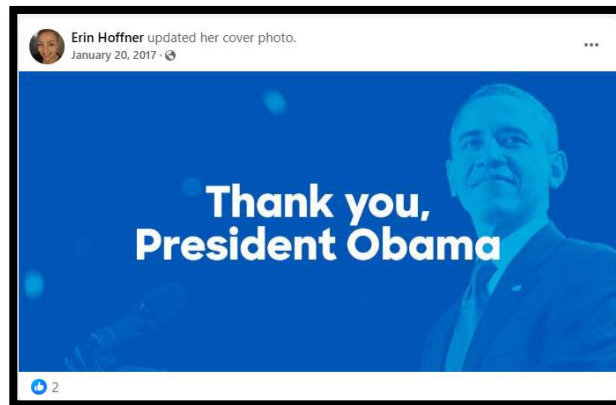 Erin Hoffner updated her cover photo.
January 20, 2017 ·
Thank you,
President Obama
2